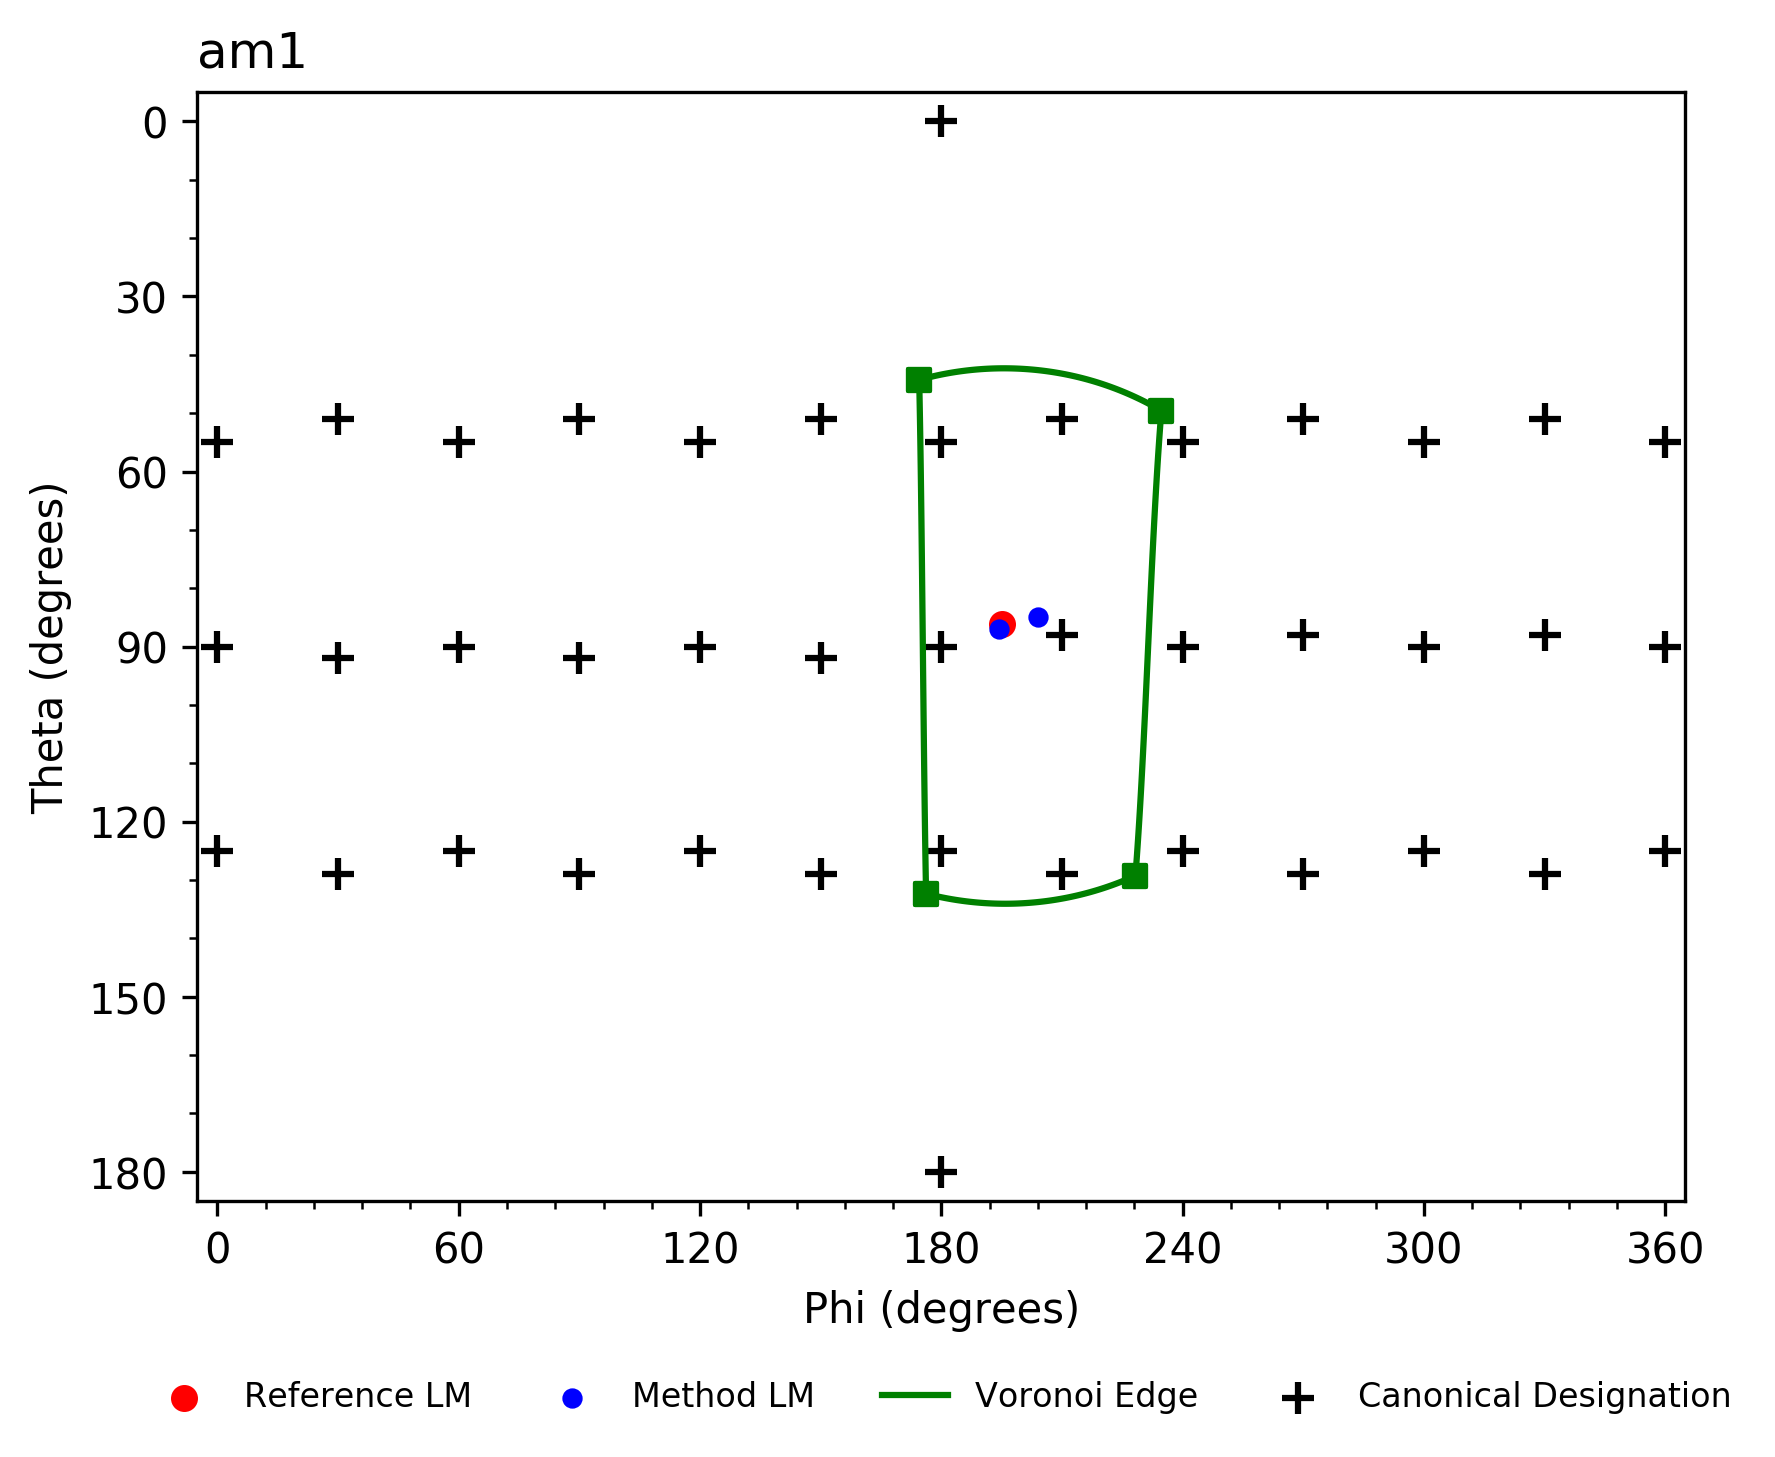 am1
0
30
60
90
120
150
180
Theta (degrees)
0 60 120 180 240 300 360
Phi (degrees)
Reference LM Method LM Voronoi Edge Canonical Designation